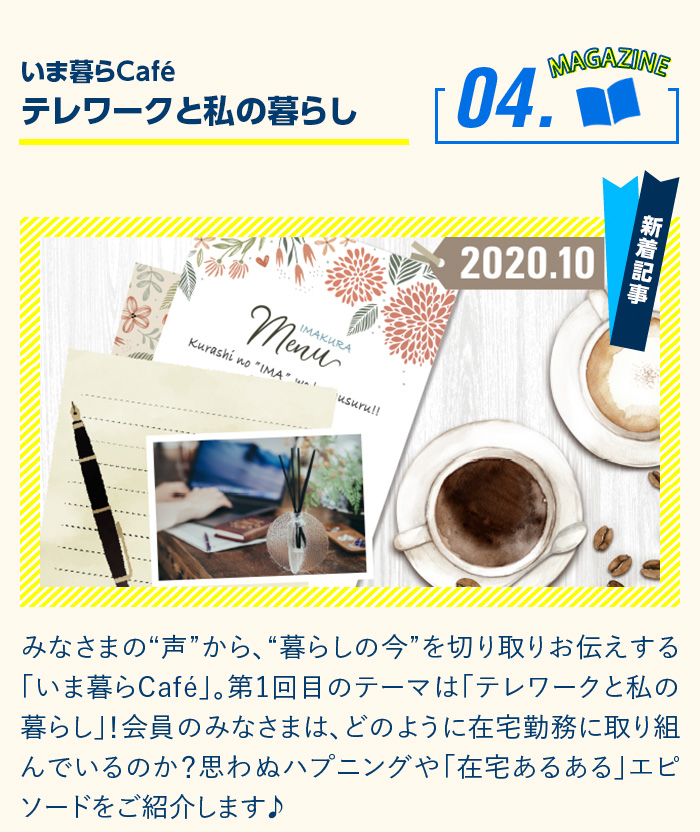 いま暮らCafé
テレワークと私の暮らし
04.
MAGAZINE
新着記事
2020.10
IMAKURA
Menu
Kurashi no "IMA" wo
usuru!!
みなさまの“声”から、“暮らしの今”を切り取りお伝えする
「いま暮らCafé」。第1回目のテーマは「テレワークと私の
暮らし」！会員のみなさまは、どのように在宅勤務に取り組
んでいるのか？思わぬハプニングや「在宅あるある」エピ
ソードをご紹介します♪